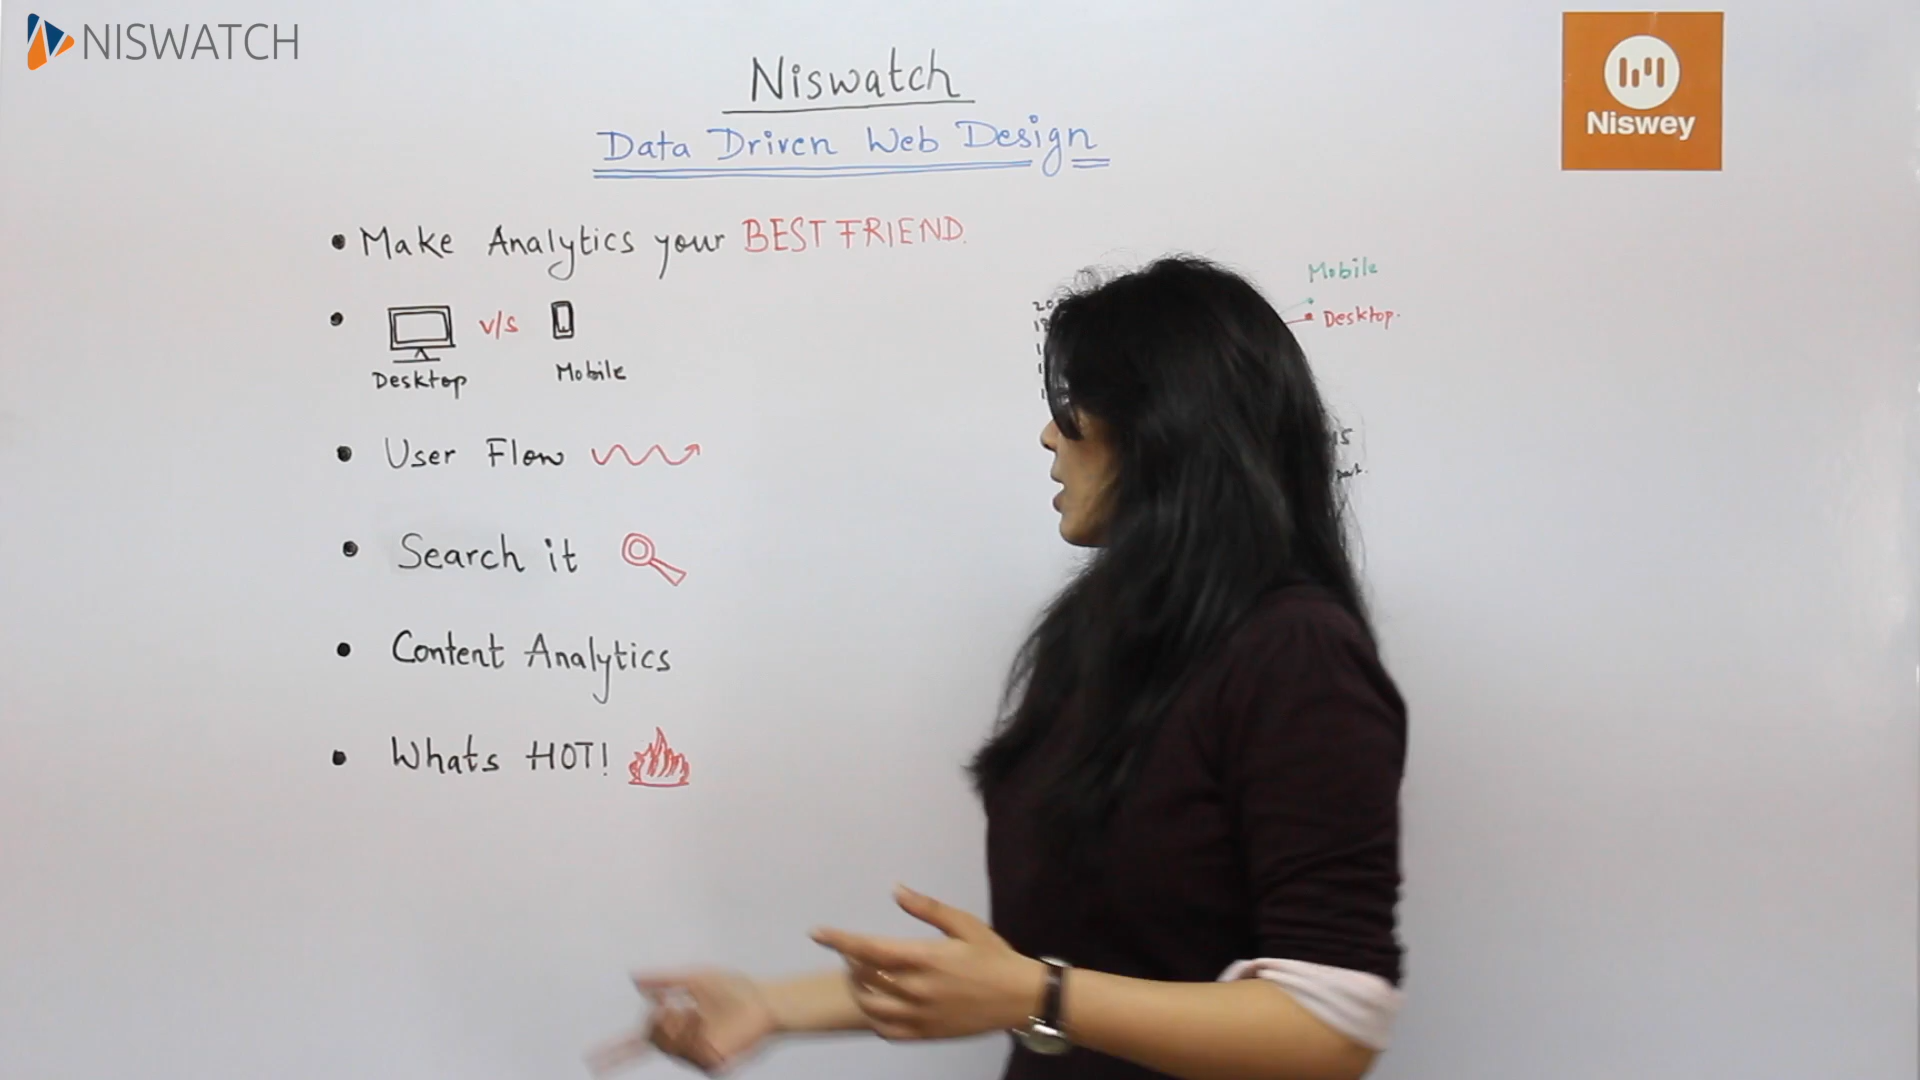 NISWATCH
Niswatch
Data Driven Web Design
Niswey
• Make Analytics your BEST FRIEND.
• v/s
Desktop Mobile
• User Flow
• Search it
• Content Analytics
• Whats HOT!
Mobile
Desktop.